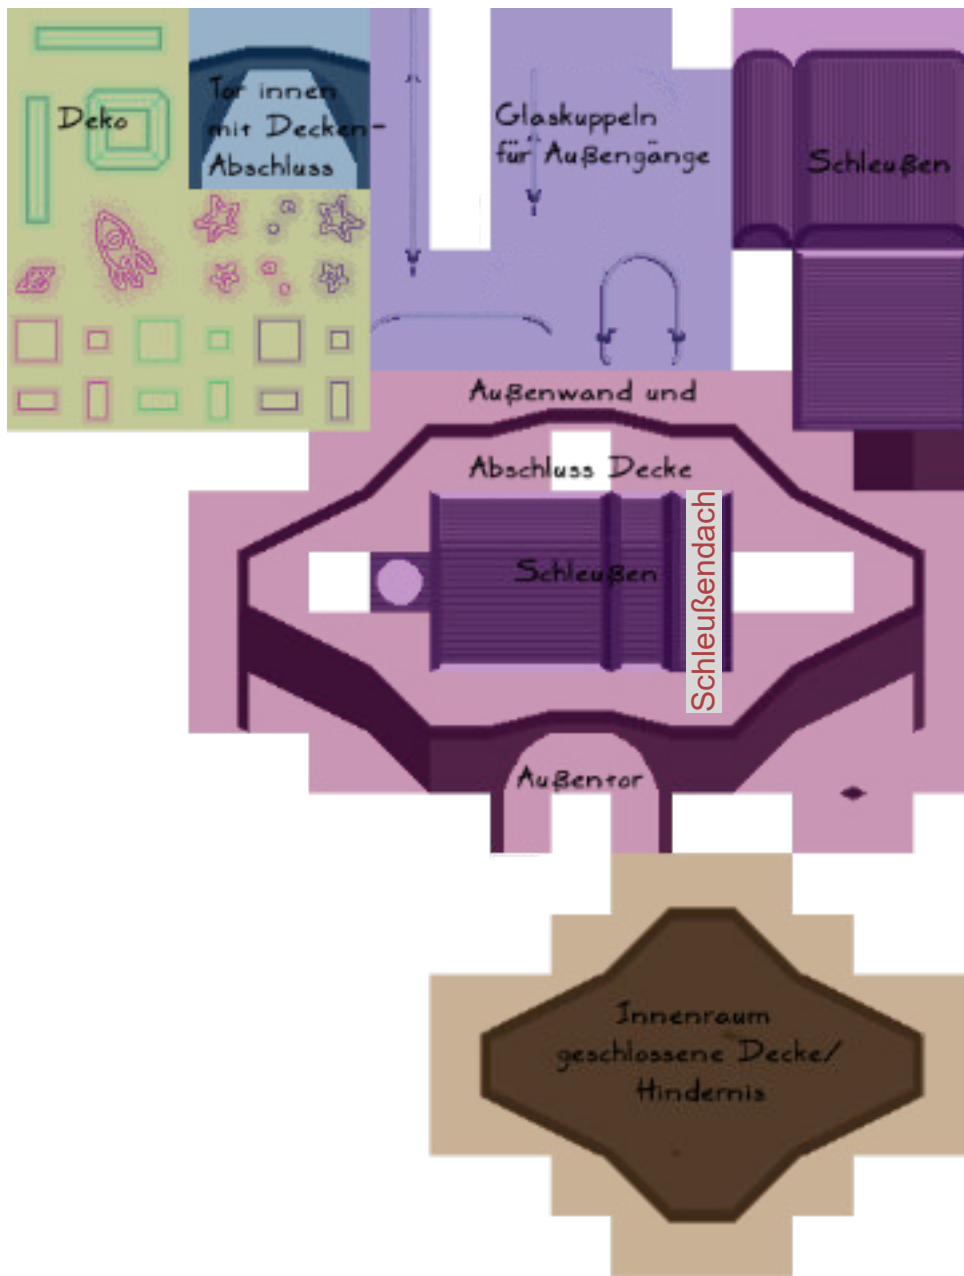 Deko
Tor innen
mit Decken-
Abschluss
Glaskuppeln
für Außengänge
Schleußen
Außenwand und
Abschluss Decke
Schleußen
Schleußendach
Außentor
Innenraum
geschlossene Decke/
Hindernis